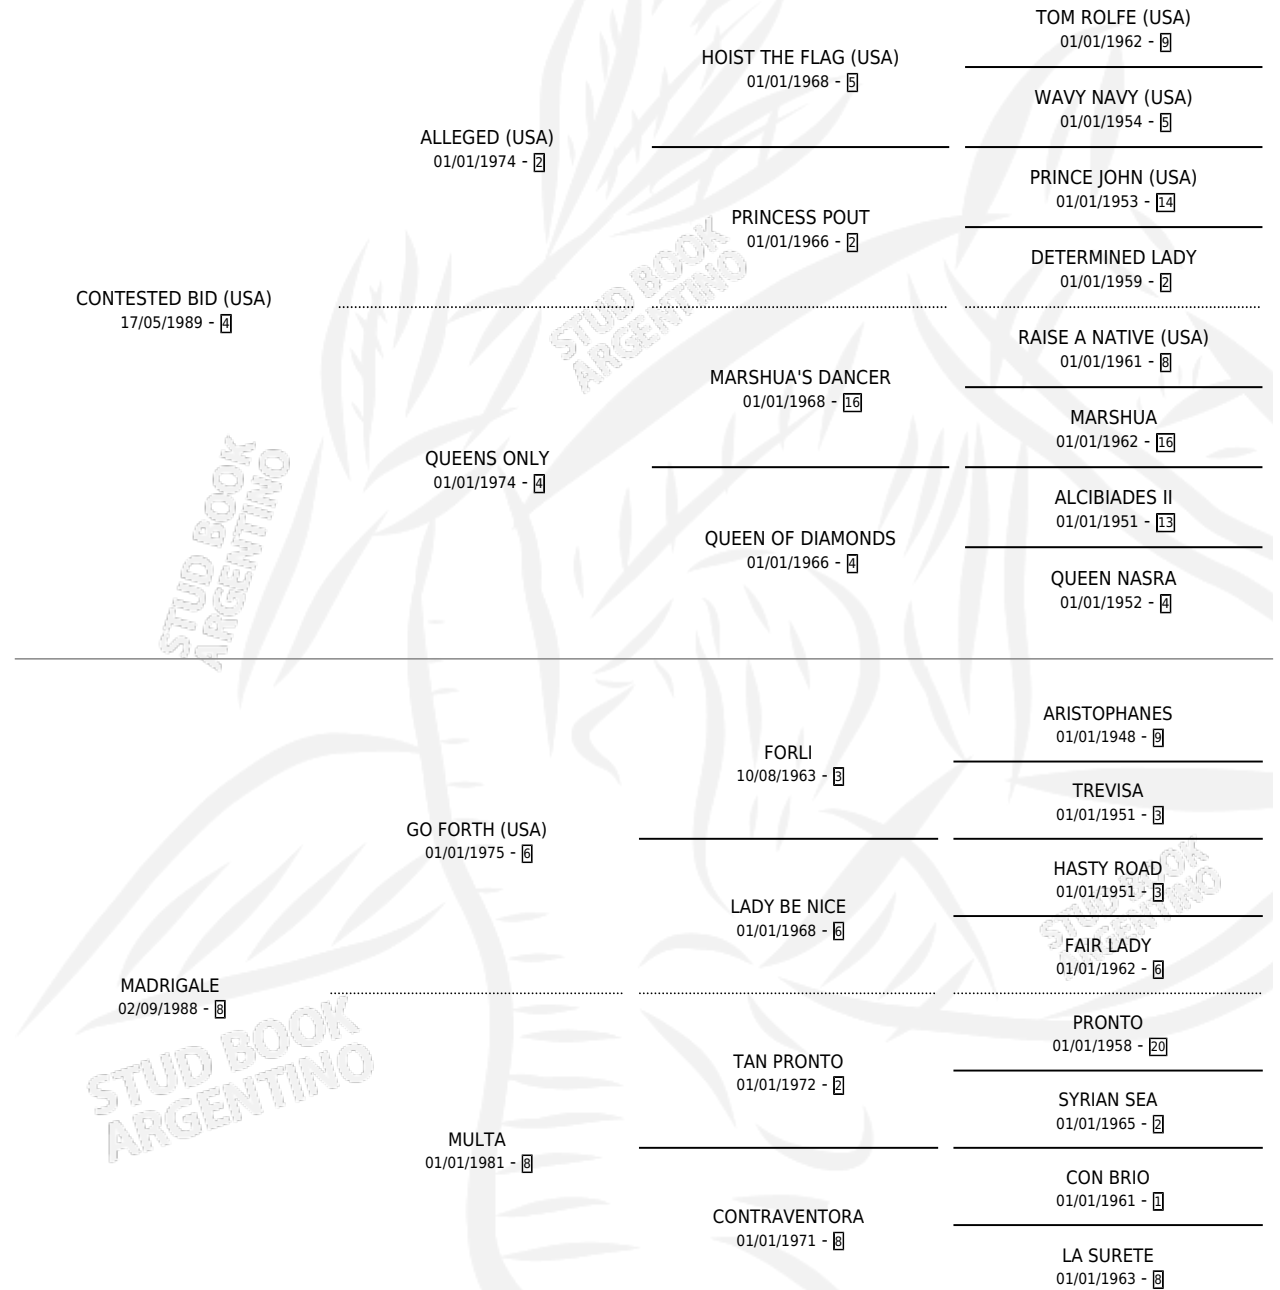 TOM ROLFE (USA)
01/01/1962 - 9
HOIST THE FLAG (USA)
01/01/1968 - 5
WAVY NAVY (USA)
01/01/1954 - 5
ALLEGED (USA)
01/01/1974 - 2
PRINCE JOHN (USA)
01/01/1953 - 14
PRINCESS POUT
01/01/1966 - 2
DETERMINED LADY
01/01/1959 - 2
CONTESTED BID (USA)
17/05/1989 - 4
STUD BOOK
ARGENTINO
RAISE A NATIVE (USA)
01/01/1961 - 8
MARSHUA'S DANCER
01/01/1968 - 16
MARSHUA
01/01/1962 - 16
QUEENS ONLY
01/01/1974 - 4
ALCIBIADES II
01/01/1951 - 13
QUEEN OF DIAMONDS
01/01/1966 - 4
QUEEN NASRA
01/01/1952 - 4
STUD BOOK
ARGENTINO
ARISTOPHANES
01/01/1948 - 9
FORLI
10/08/1963 - 3
TREVISA
01/01/1951 - 3
GO FORTH (USA)
01/01/1975 - 6
HASTY ROAD
01/01/1951 - 3
LADY BE NICE
01/01/1968 - 6
STUD BOOK
ARGENTINO
FAIR LADY
01/01/1962 - 6
MADRIGALE
02/09/1988 - 8
PRONTO
01/01/1958 - 20
TAN PRONTO
01/01/1972 - 2
SYRIAN SEA
01/01/1965 - 2
STUD BOOK
ARGENTINO
MULTA
01/01/1981 - 8
CON BRIO
01/01/1961 - 1
CONTRAVENTORA
01/01/1971 - 8
LA SURETE
01/01/1963 - 8